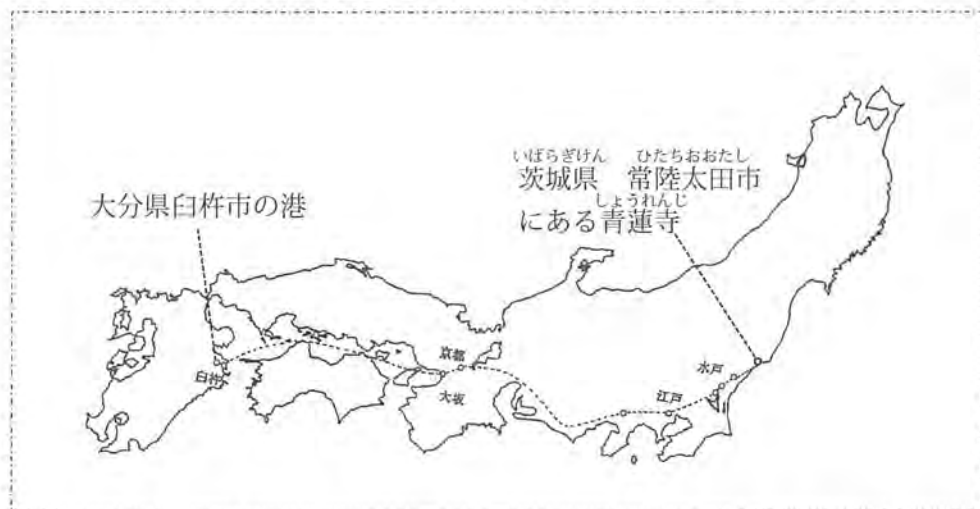 大分県臼杵市の港
いばらぎけん　ひたちおおたし
茨城県　常陸太田市
しょうれんじ
にある青蓮寺
臼杵
京都
大坂
江戸
水戸